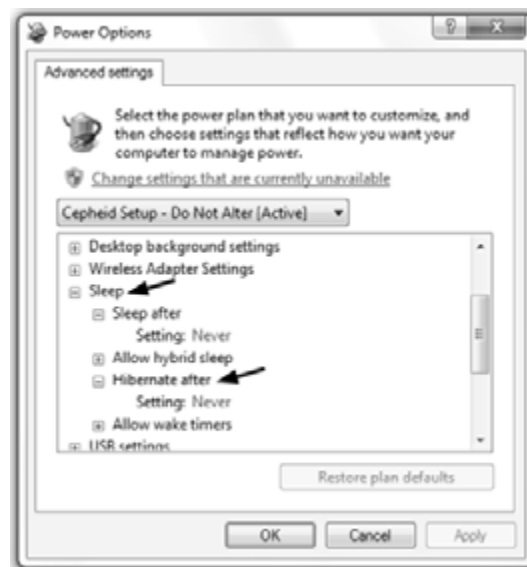 Power Options
Advanced settings
Select the power plan that you want to customize, and
then choose settings that reflect how you want your
computer to manage power.
Change settings that are currently unavailable
Cepheid Setup - Do Not Alter [Active]
Desktop background settings
Wireless Adapter Settings
Sleep
Sleep after
Setting: Never
Allow hybrid sleep
Hibernate after
Setting: Never
Allow wake timers
USB settings
Restore plan defaults
OK Cancel Apply